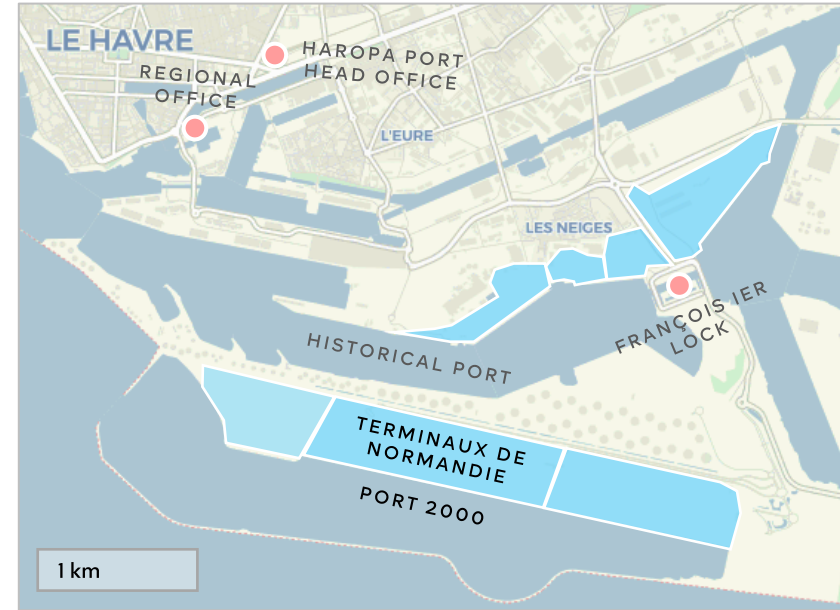 LE HAVRE
HAROPA PORT
HEAD OFFICE
REGIONAL
OFFICE
L'EURE
LES NEIGES
FRANÇOIS IER
LOCK
HISTORICAL PORT
TERMINAUX DE
NORMANDIE
PORT 2000
1 km